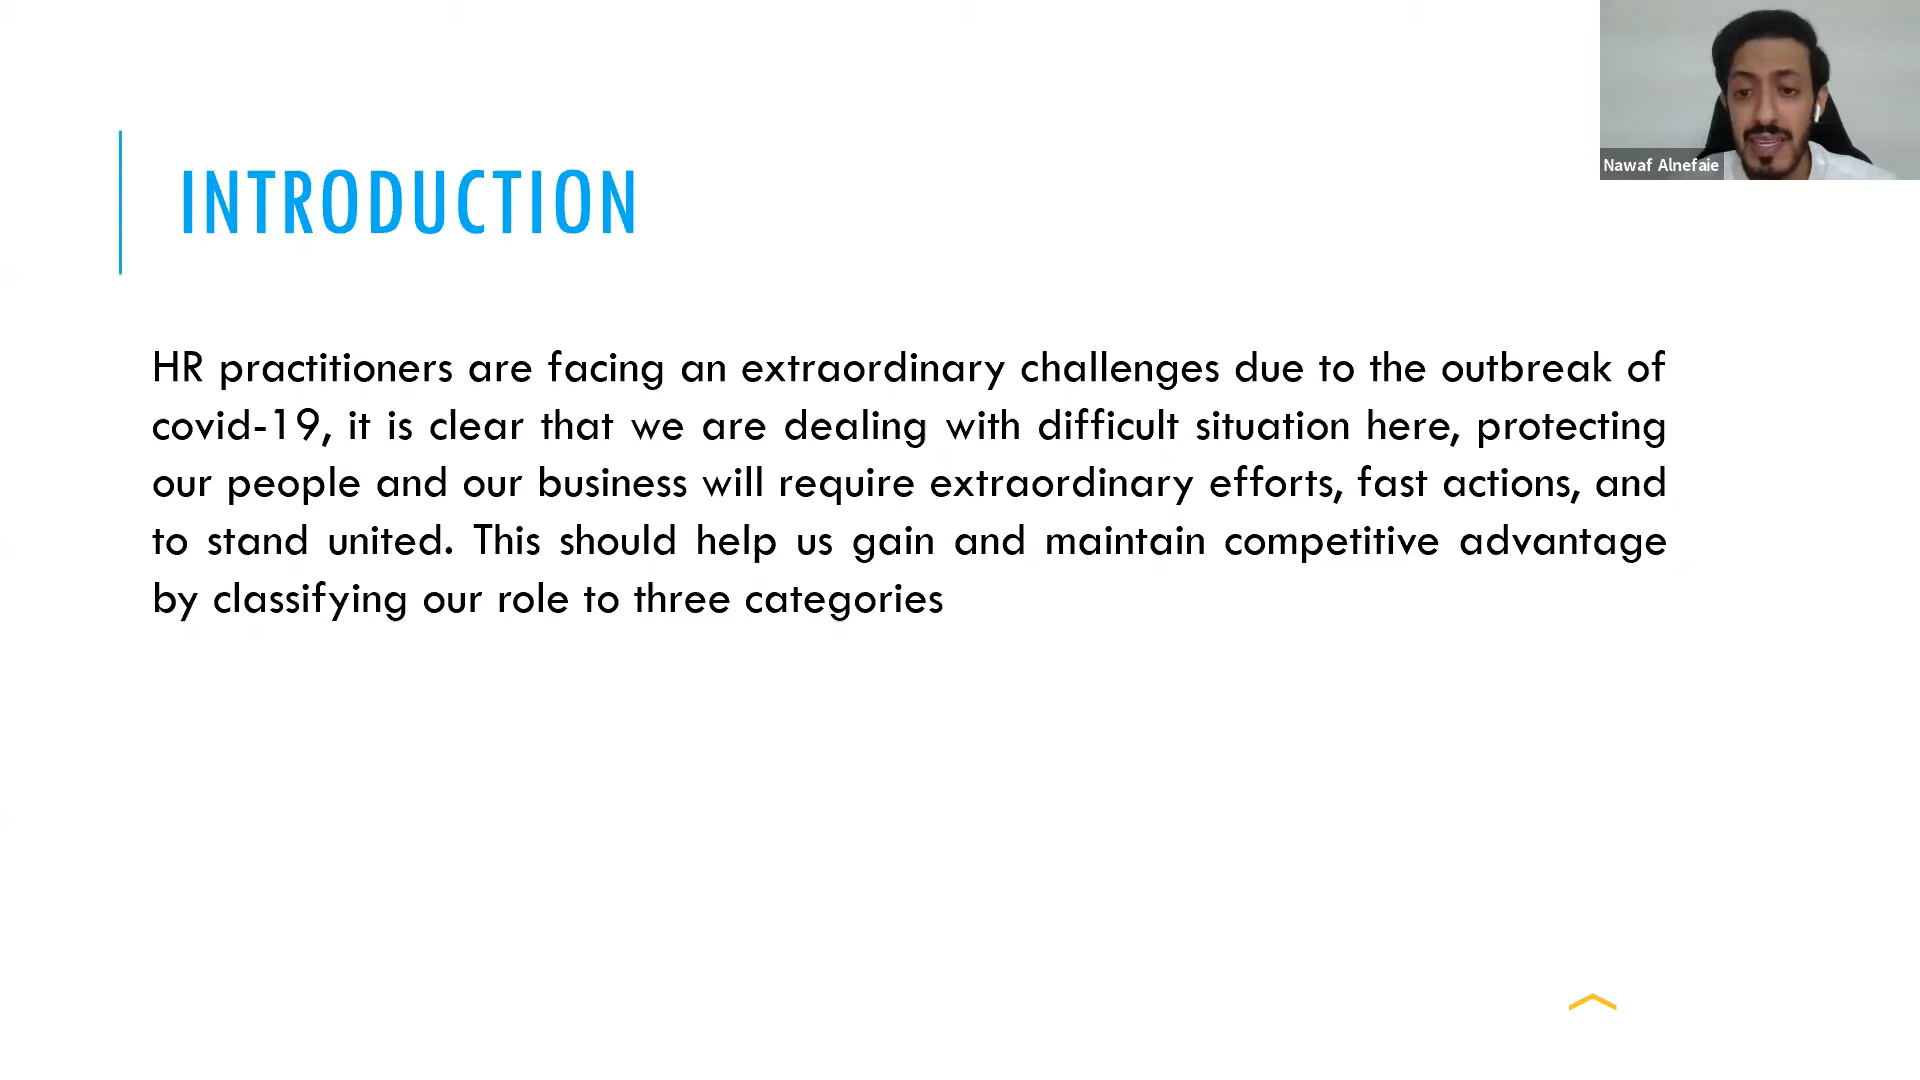 Nawaf Alnefaie
INTRODUCTION
HR practitioners are facing an extraordinary challenges due to the outbreak of
covid-19, it is clear that we are dealing with difficult situation here, protecting
our people and our business will require extraordinary efforts, fast actions, and
to stand united. This should help us gain and maintain competitive advantage
by classifying our role to three categories